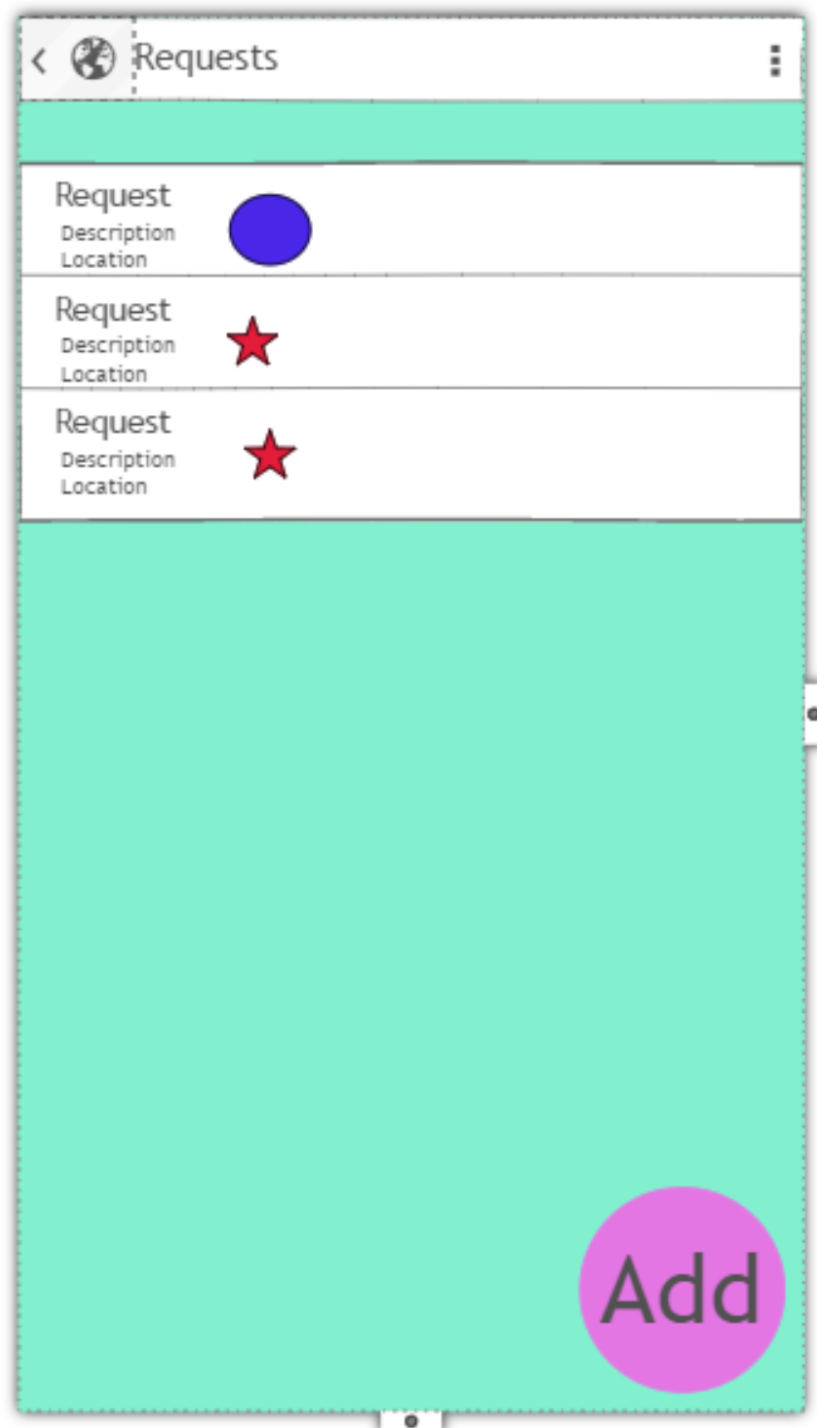 Requests
Request
Description
Location
Request
Description
Location
Request
Description
Location
Add